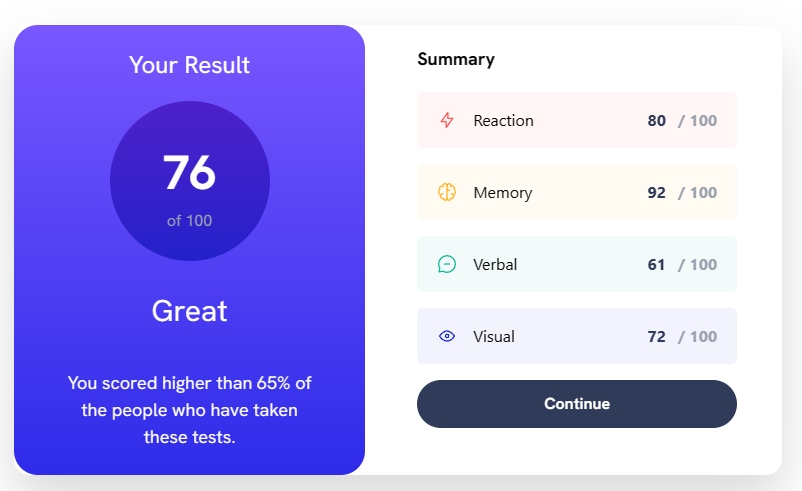 Your Result
76
of 100
Great
You scored higher than 65% of
the people who have taken
these tests.
Summary
Reaction 80 / 100
Memory 92 / 100
Verbal 61 / 100
Visual 72 / 100
Continue